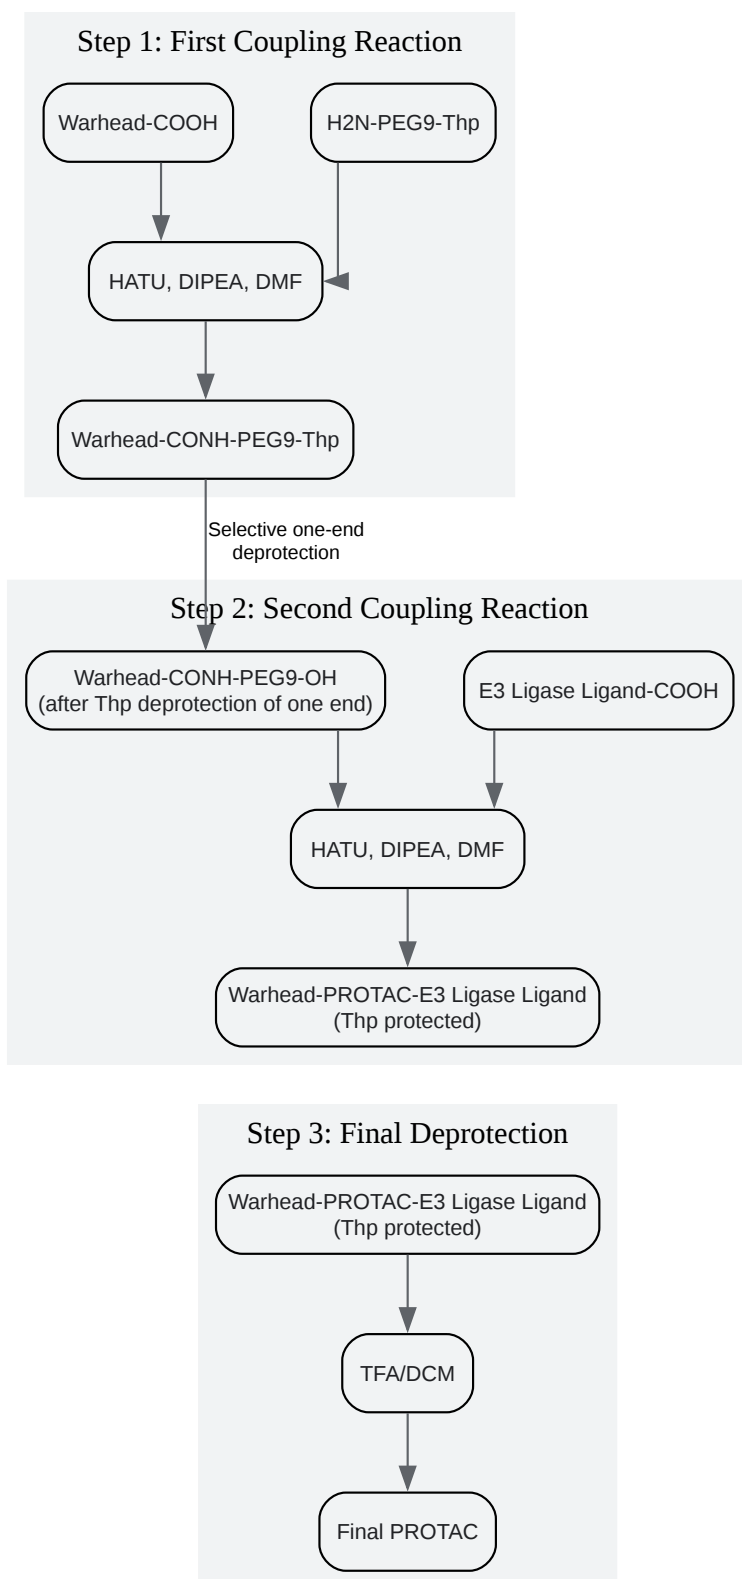 Step 1: First Coupling Reaction
Warhead-COOH
H2N-PEG9-Thp
HATU, DIPEA, DMF
Warhead-CONH-PEG9-Thp
Selective one-end
deprotection
Step 2: Second Coupling Reaction
Warhead-CONH-PEG9-OH
(after Thp deprotection of one end)
E3 Ligase Ligand-COOH
HATU, DIPEA, DMF
Warhead-PROTAC-E3 Ligase Ligand
(Thp protected)
Step 3: Final Deprotection
Warhead-PROTAC-E3 Ligase Ligand
(Thp protected)
TFA/DCM
Final PROTAC